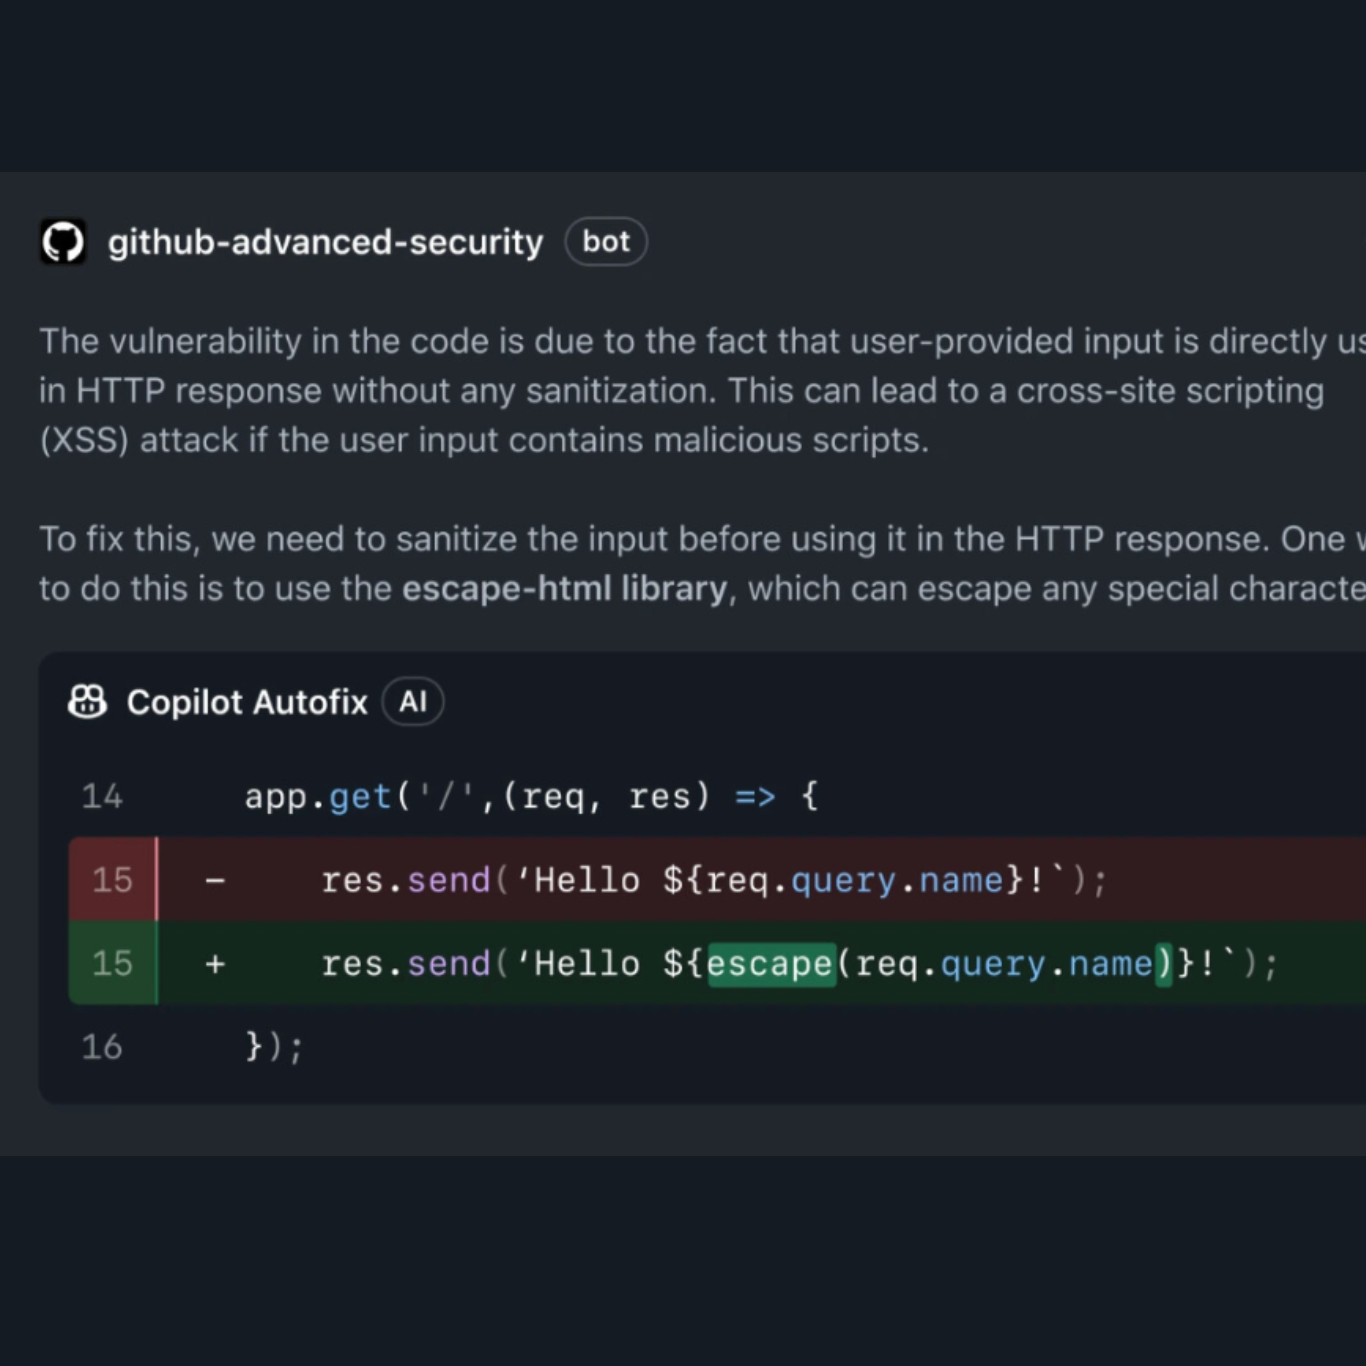 github-advanced-security bot
The vulnerability in the code is due to the fact that user-provided input is directly us
in HTTP response without any sanitization. This can lead to a cross-site scripting
(XSS) attack if the user input contains malicious scripts.
To fix this, we need to sanitize the input before using it in the HTTP response. One w
to do this is to use the escape-html library, which can escape any special characte
Copilot Autofix AI
14 app.get('/',(req, res) => {
15 - res.send(‘Hello ${req.query.name}!`);
15 + res.send(‘Hello ${escape(req.query.name)}!`);
16 });